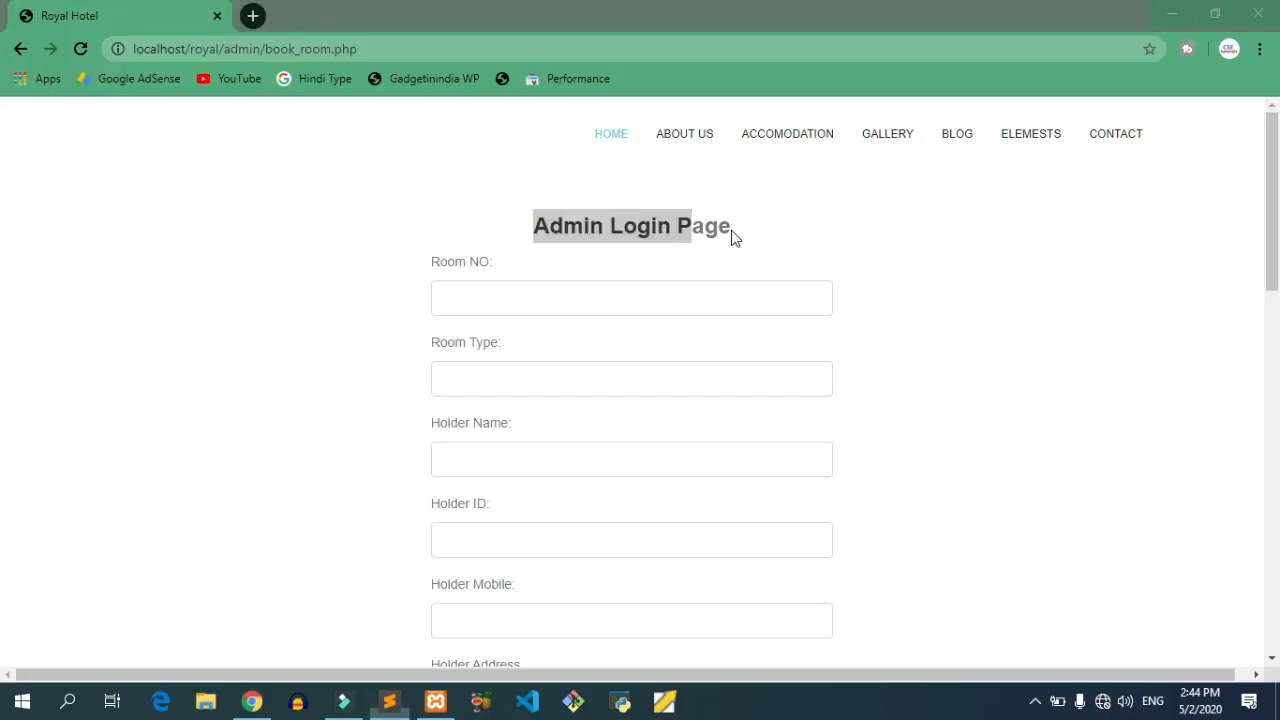 Royal Hotel
localhost/royal/admin/book_room.php
Apps Google AdSense YouTube Hindi Type Gadgetinindia WP Performance
HOME ABOUT US ACCOMODATION GALLERY BLOG ELEMESTS CONTACT
Admin Login Page
Room NO:
Room Type:
Holder Name:
Holder ID:
Holder Mobile:
Holder Address
ENG
2:44 PM
5/2/2020